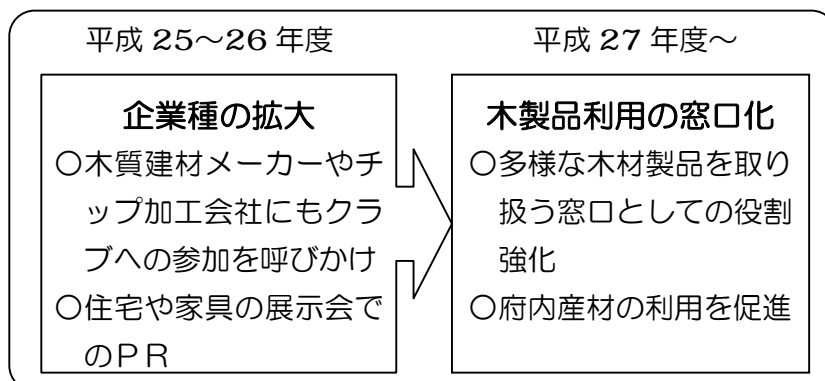 平成 25～26 年度
企業種の拡大
○木質建材メーカーやチ
ップ加工会社にもクラ
ブへの参加を呼びかけ
○住宅や家具の展示会で
のＰＲ
平成 27 年度～
木製品利用の窓口化
○多様な木材製品を取り
扱う窓口としての役割
強化
○府内産材の利用を促進